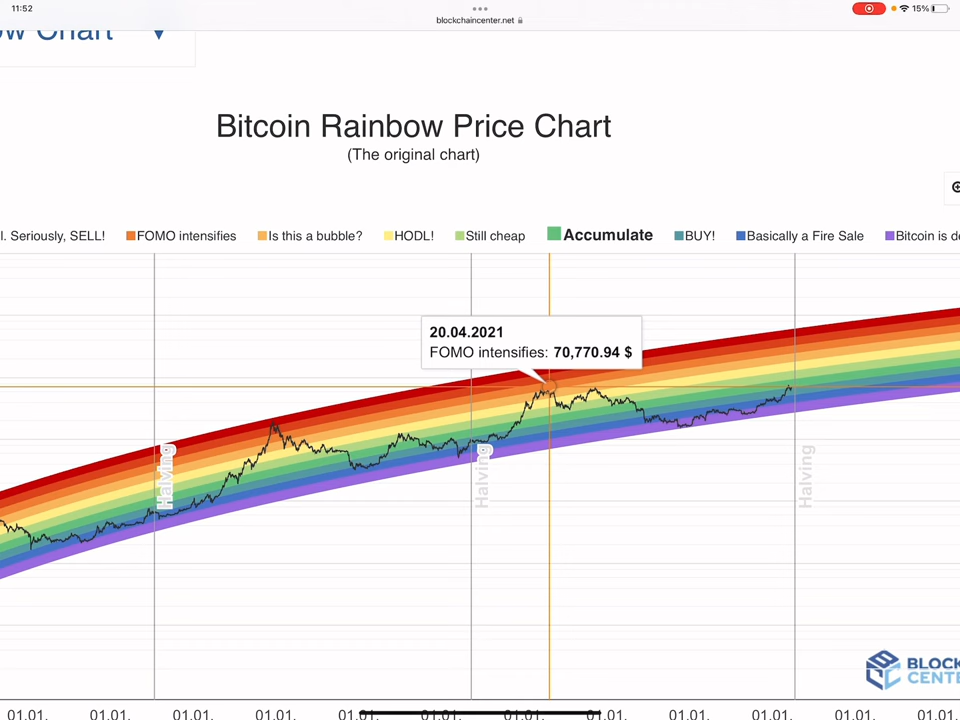 11:52
blockchaincenter.net
15%
ow Chart
Bitcoin Rainbow Price Chart
(The original chart)
l. Seriously, SELL! FOMO intensifies Is this a bubble? HODL! Still cheap Accumulate BUY! Basically a Fire Sale Bitcoin is de
20.04.2021
FOMO intensifies: 70,770.94 $
Halving
Halving
Halving
BLOCK
CENTE
01.01. 01.01. 01.01. 01.01. 01.01. 01.01. 01.01. 01.01. 01.01. 01.01. 01.01. 01.01.